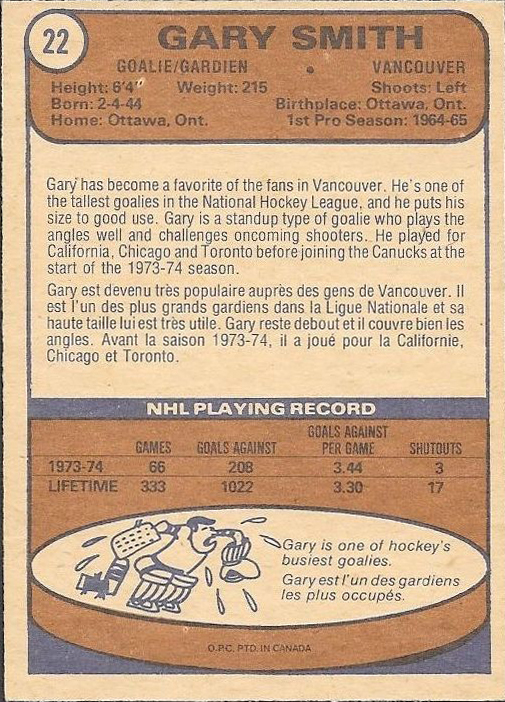 22
GARY SMITH
GOALIE/GARDIEN • VANCOUVER
Height: 6'4" Weight: 215 Shoots: Left
Born: 2-4-44 Birthplace: Ottawa, Ont.
Home: Ottawa, Ont. 1st Pro Season: 1964-65
Gary has become a favorite of the fans in Vancouver. He's one of
the tallest goalies in the National Hockey League, and he puts his
size to good use. Gary is a standup type of goalie who plays the
angles well and challenges oncoming shooters. He played for
California, Chicago and Toronto before joining the Canucks at the
start of the 1973-74 season.
Gary est devenu très populaire auprès des gens de Vancouver. Il
est l'un des plus grands gardiens dans la Ligue Nationale et sa
haute taille lui est très utile. Gary reste debout et il couvre bien les
angles. Avant la saison 1973-74, il a joué pour la Californie,
Chicago et Toronto.
NHL PLAYING RECORD
GAMES GOALS AGAINST GOALS AGAINST PER GAME SHUTOUTS
1973-74 66 208 3.44 3
LIFETIME 333 1022 3.30 17
Gary is one of hockey's
busiest goalies.
Gary est l'un des gardiens
les plus occupés.
O.P.C. PTD. IN CANADA